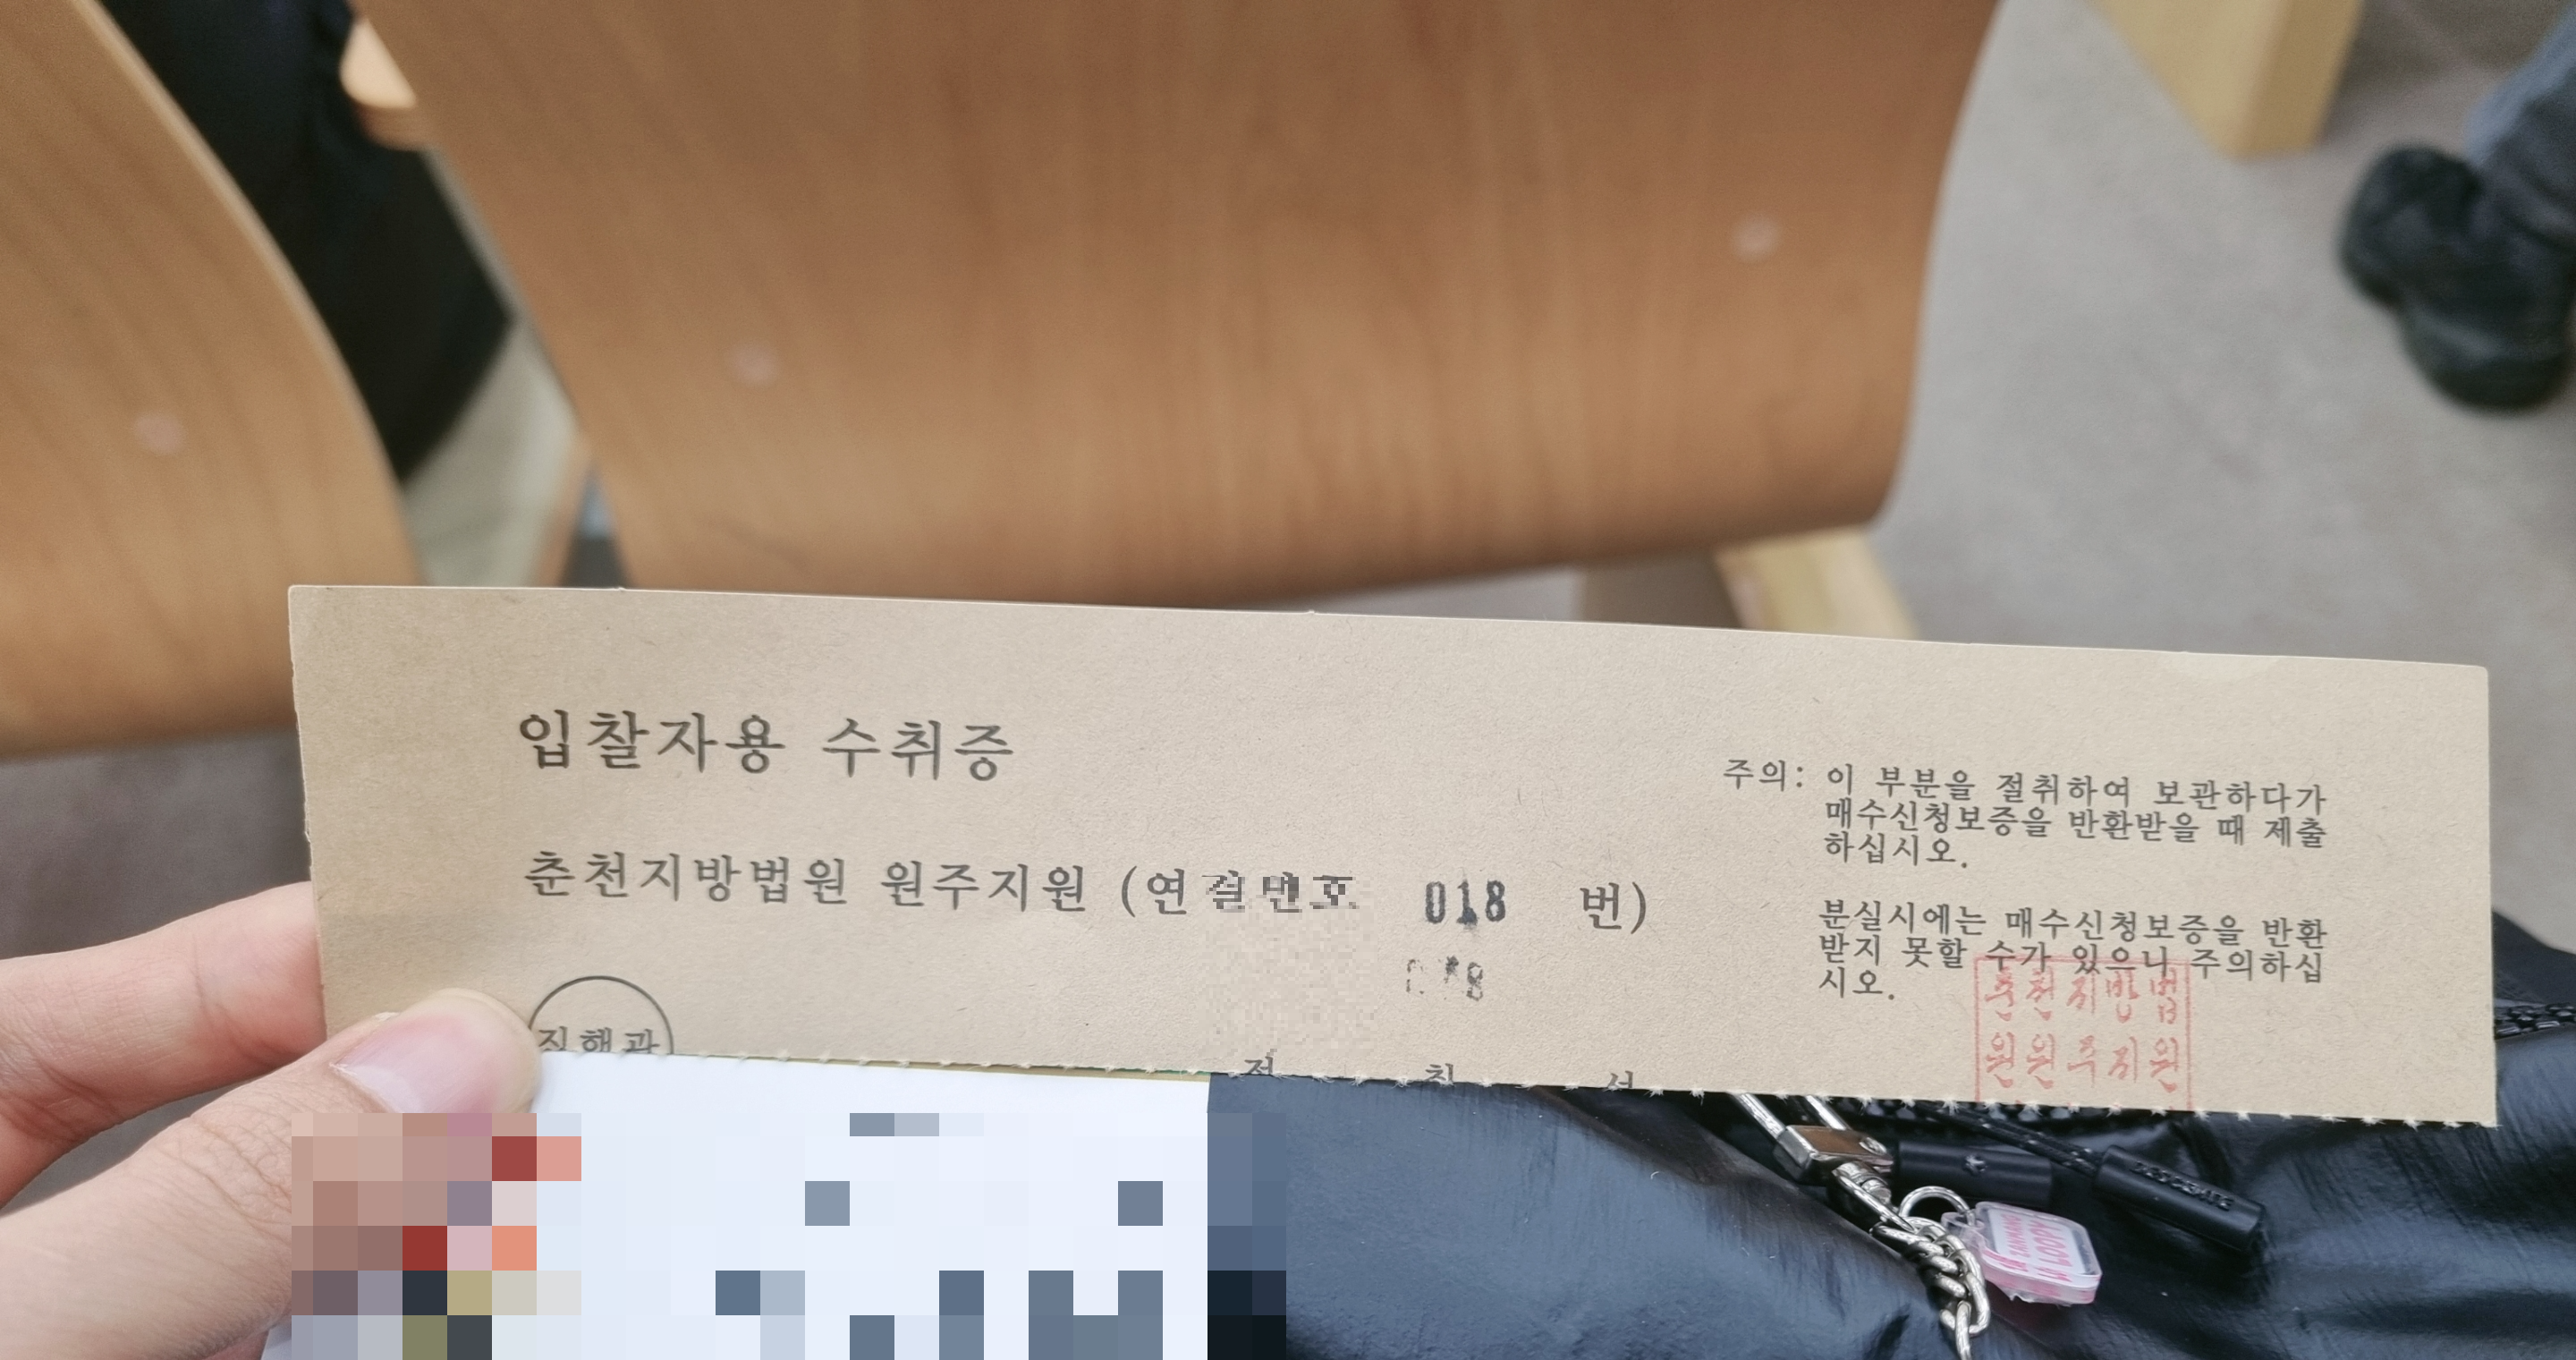 입찰자용 수취증
춘천지방법원 원주지원 (연결번호 018 번)
집행관
주의: 이 부분을 절취하여 보관하다가
매수신청보증을 반환받을 때 제출
하십시오.
분실시에는 매수신청보증을 반환
받지 못할 수가 있으니 주의하십
시오.
춘천지방법
원원주지원